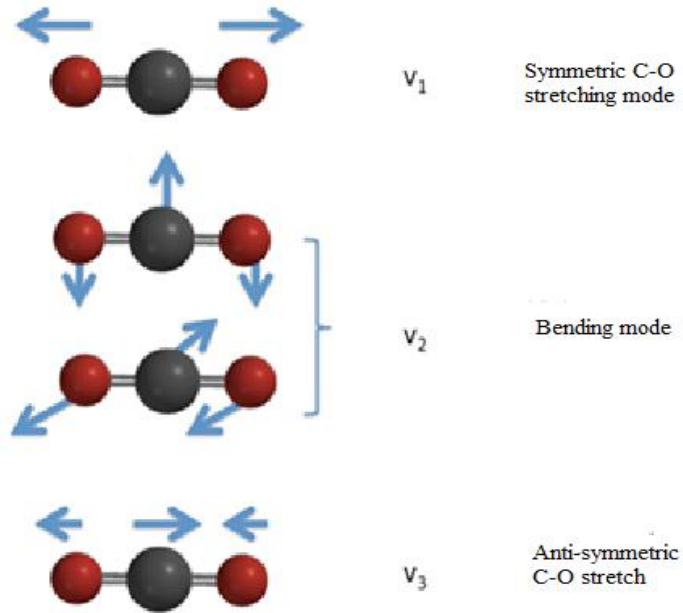 V1
Symmetric C-O
stretching mode
V2
Bending mode
V3
Anti-symmetric
C-O stretch